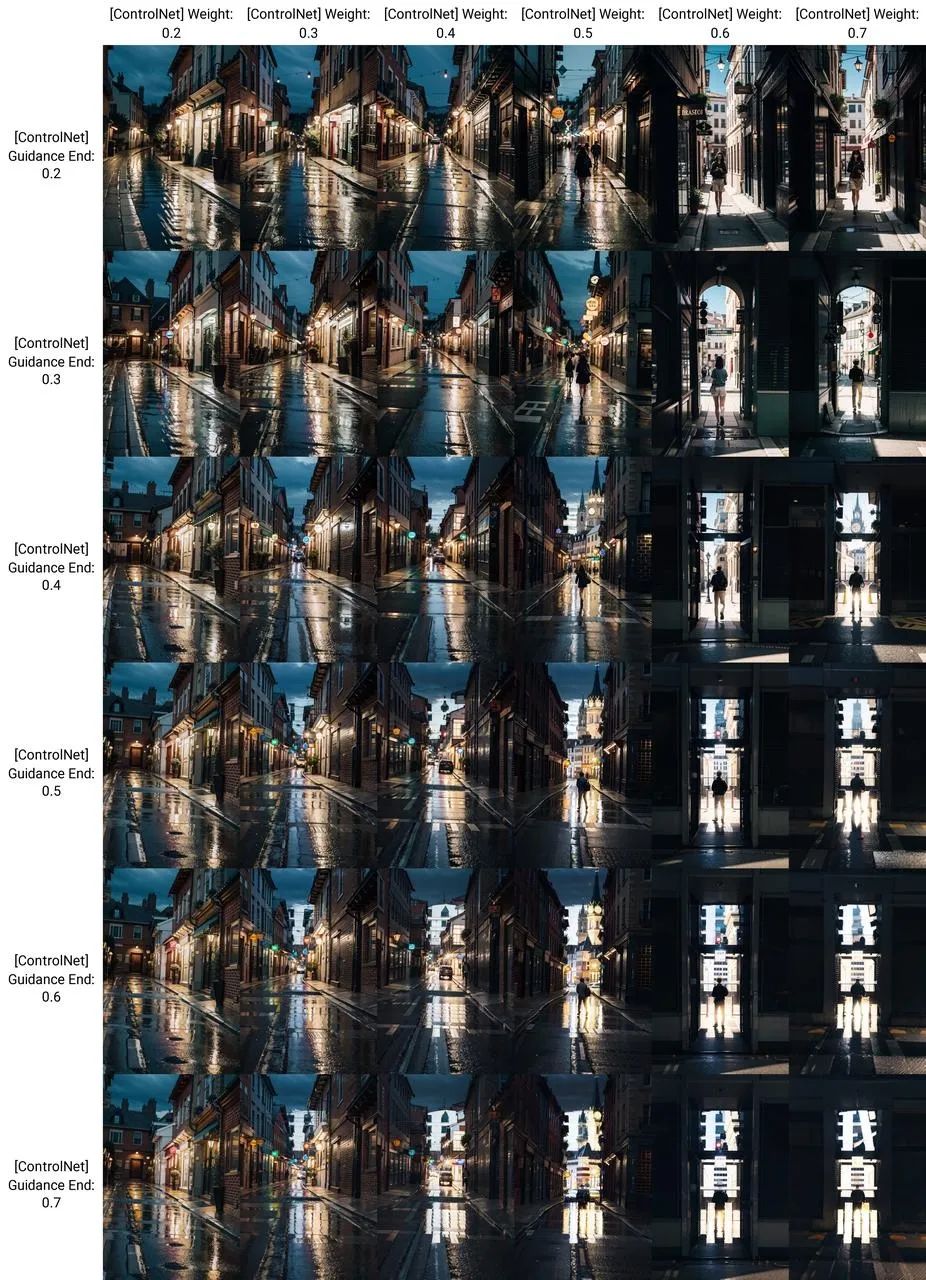 [ControlNet] Weight: [ControlNet] Weight: [ControlNet] Weight: [ControlNet] Weight: [ControlNet] Weight: [ControlNet] Weight:
0.2 0.3 0.4 0.5 0.6 0.7
[ControlNet]
Guidance End:
0.2
[ControlNet]
Guidance End:
0.3
[ControlNet]
Guidance End:
0.4
[ControlNet]
Guidance End:
0.5
[ControlNet]
Guidance End:
0.6
[ControlNet]
Guidance End:
0.7